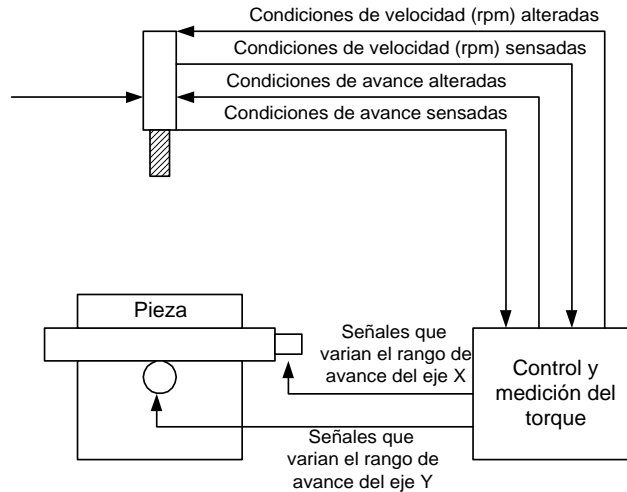 Condiciones de velocidad (rpm) alteradas
Condiciones de velocidad (rpm) sensadas
Condiciones de avance alteradas
Condiciones de avance sensadas
Pieza
Señales que
varian el rango de
avance del eje X
Control y
medición del
torque
Señales que
varian el rango de
avance del eje Y